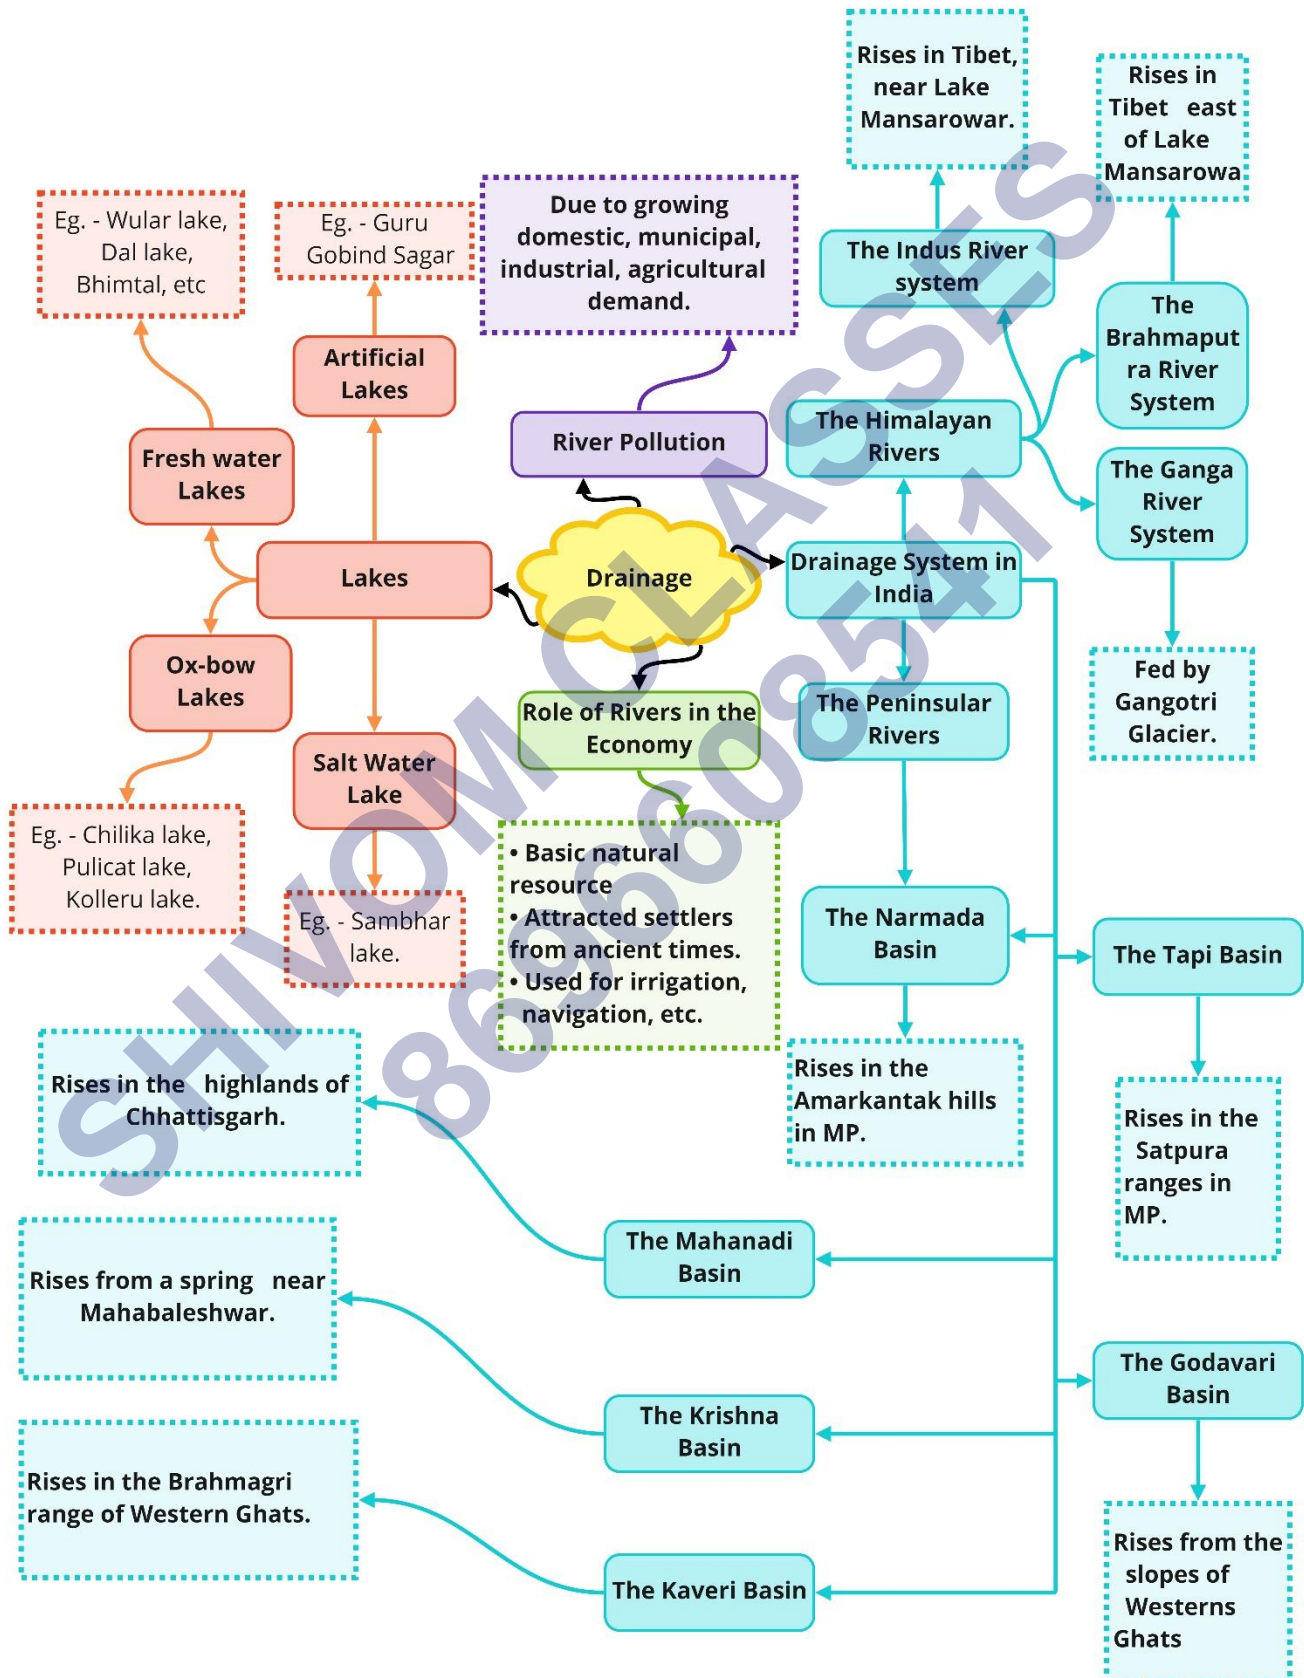 Rises in Tibet,
near Lake
Mansarowar.
Rises in
Tibet east
of Lake
Mansarowa
Eg. - Wular lake,
Dal lake,
Bhimtal, etc
Eg. - Guru
Gobind Sagar
Due to growing
domestic, municipal,
industrial, agricultural
demand.
The Indus River
system
The
Brahmaput
ra River
System
Artificial
Lakes
River Pollution
The Himalayan
Rivers
Fresh water
Lakes
The Ganga
River
System
Lakes
Drainage
Drainage System in
India
Ox-bow
Lakes
Role of Rivers in the
Economy
The Peninsular
Rivers
Fed by
Gangotri
Glacier.
Salt Water
Lake
Eg. - Chilika lake,
Pulicat lake,
Kolleru lake.
Eg. - Sambhar
lake.
• Basic natural
resource
• Attracted settlers
from ancient times.
• Used for irrigation,
navigation, etc.
The Narmada
Basin
The Tapi Basin
Rises in the highlands of
Chhattisgarh.
Rises in the
Amarkantak hills
in MP.
Rises in the
Satpura
ranges in
MP.
The Mahanadi
Basin
Rises from a spring near
Mahabaleshwar.
The Godavari
Basin
The Krishna
Basin
Rises in the Brahmagri
range of Western Ghats.
The Kaveri Basin
Rises from the
slopes of
Westerns
Ghats
SHIVOM CLASSES
8696608541